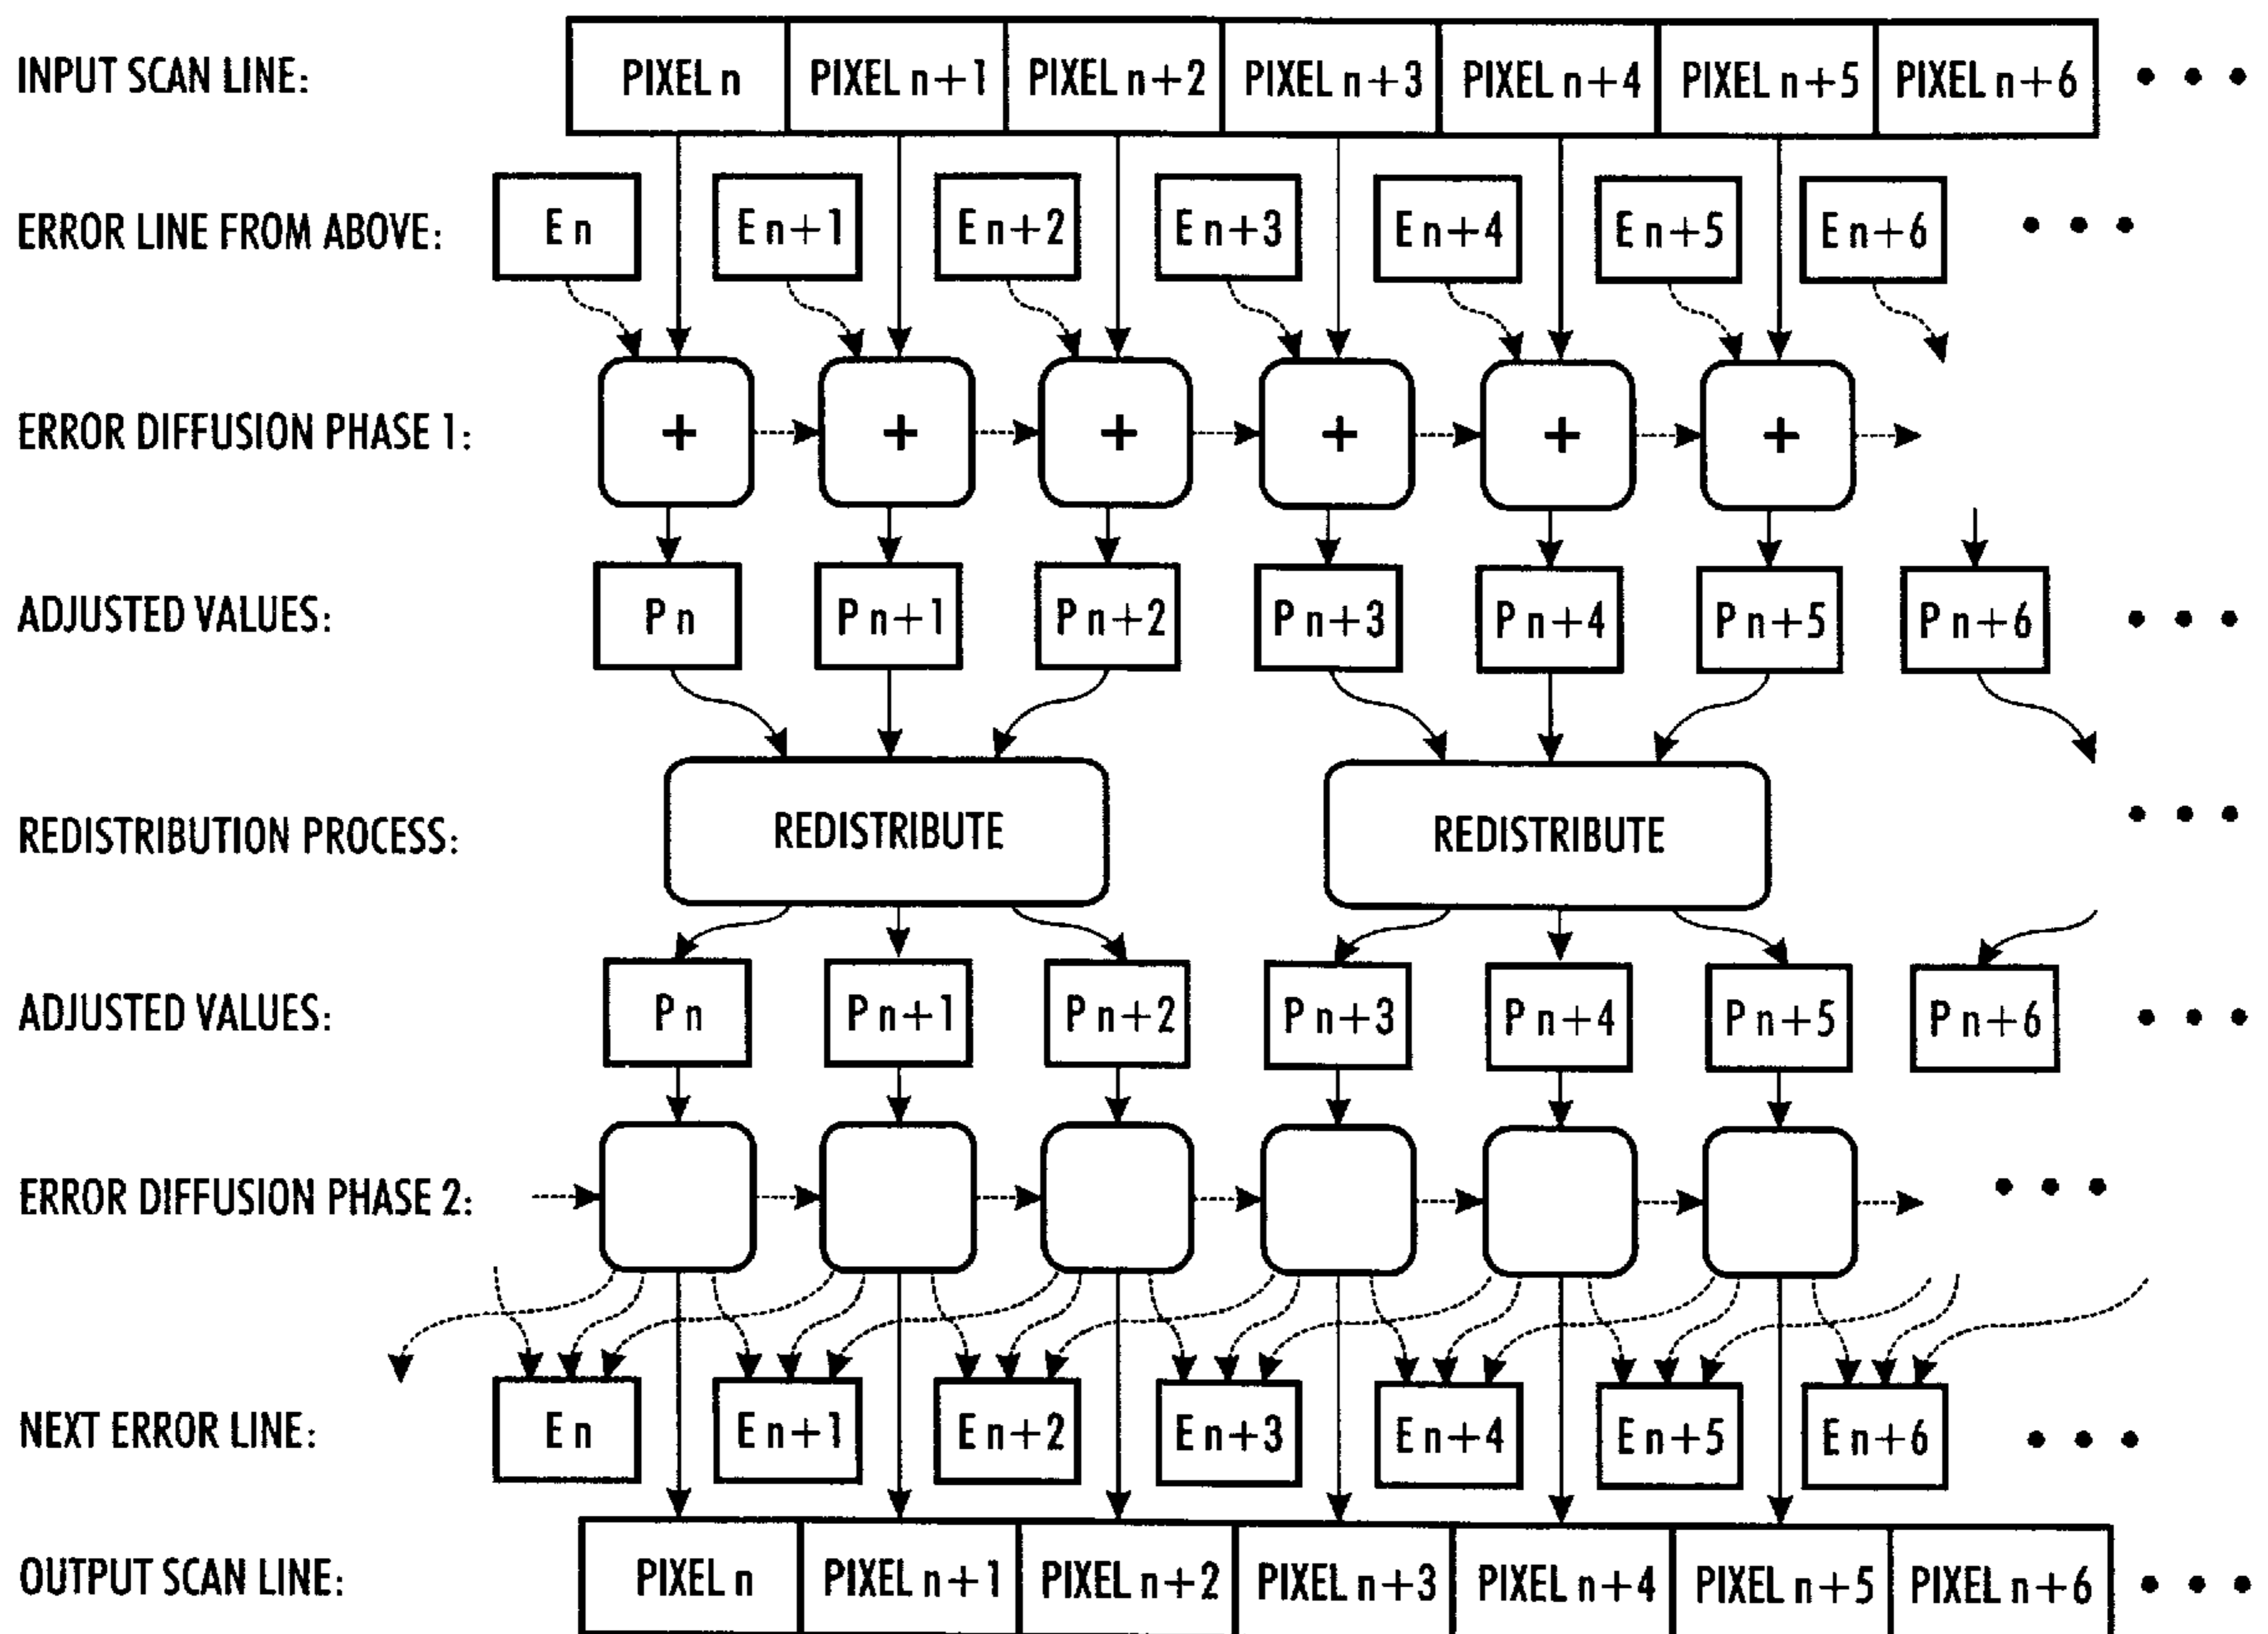 INPUT SCAN LINE: PIXEL n PIXEL n+1 PIXEL n+2 PIXEL n+3 PIXEL n+4 PIXEL n+5 PIXEL n+6 • • •
ERROR LINE FROM ABOVE: E n E n+1 E n+2 E n+3 E n+4 E n+5 E n+6 • • •
ERROR DIFFUSION PHASE 1: + + + + + +
ADJUSTED VALUES: P n P n+1 P n+2 P n+3 P n+4 P n+5 P n+6 • • •
REDISTRIBUTION PROCESS: REDISTRIBUTE REDISTRIBUTE • • •
ADJUSTED VALUES: P n P n+1 P n+2 P n+3 P n+4 P n+5 P n+6 • • •
ERROR DIFFUSION PHASE 2: • • •
NEXT ERROR LINE: E n E n+1 E n+2 E n+3 E n+4 E n+5 E n+6 • • •
OUTPUT SCAN LINE: PIXEL n PIXEL n+1 PIXEL n+2 PIXEL n+3 PIXEL n+4 PIXEL n+5 PIXEL n+6 • • •